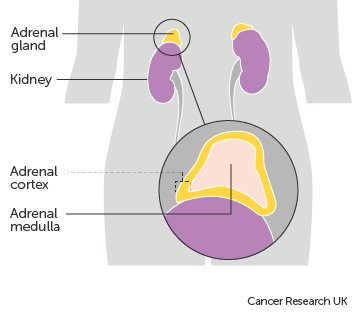 Adrenal
gland
Kidney
Adrenal
cortex
Adrenal
medulla
Cancer Research UK